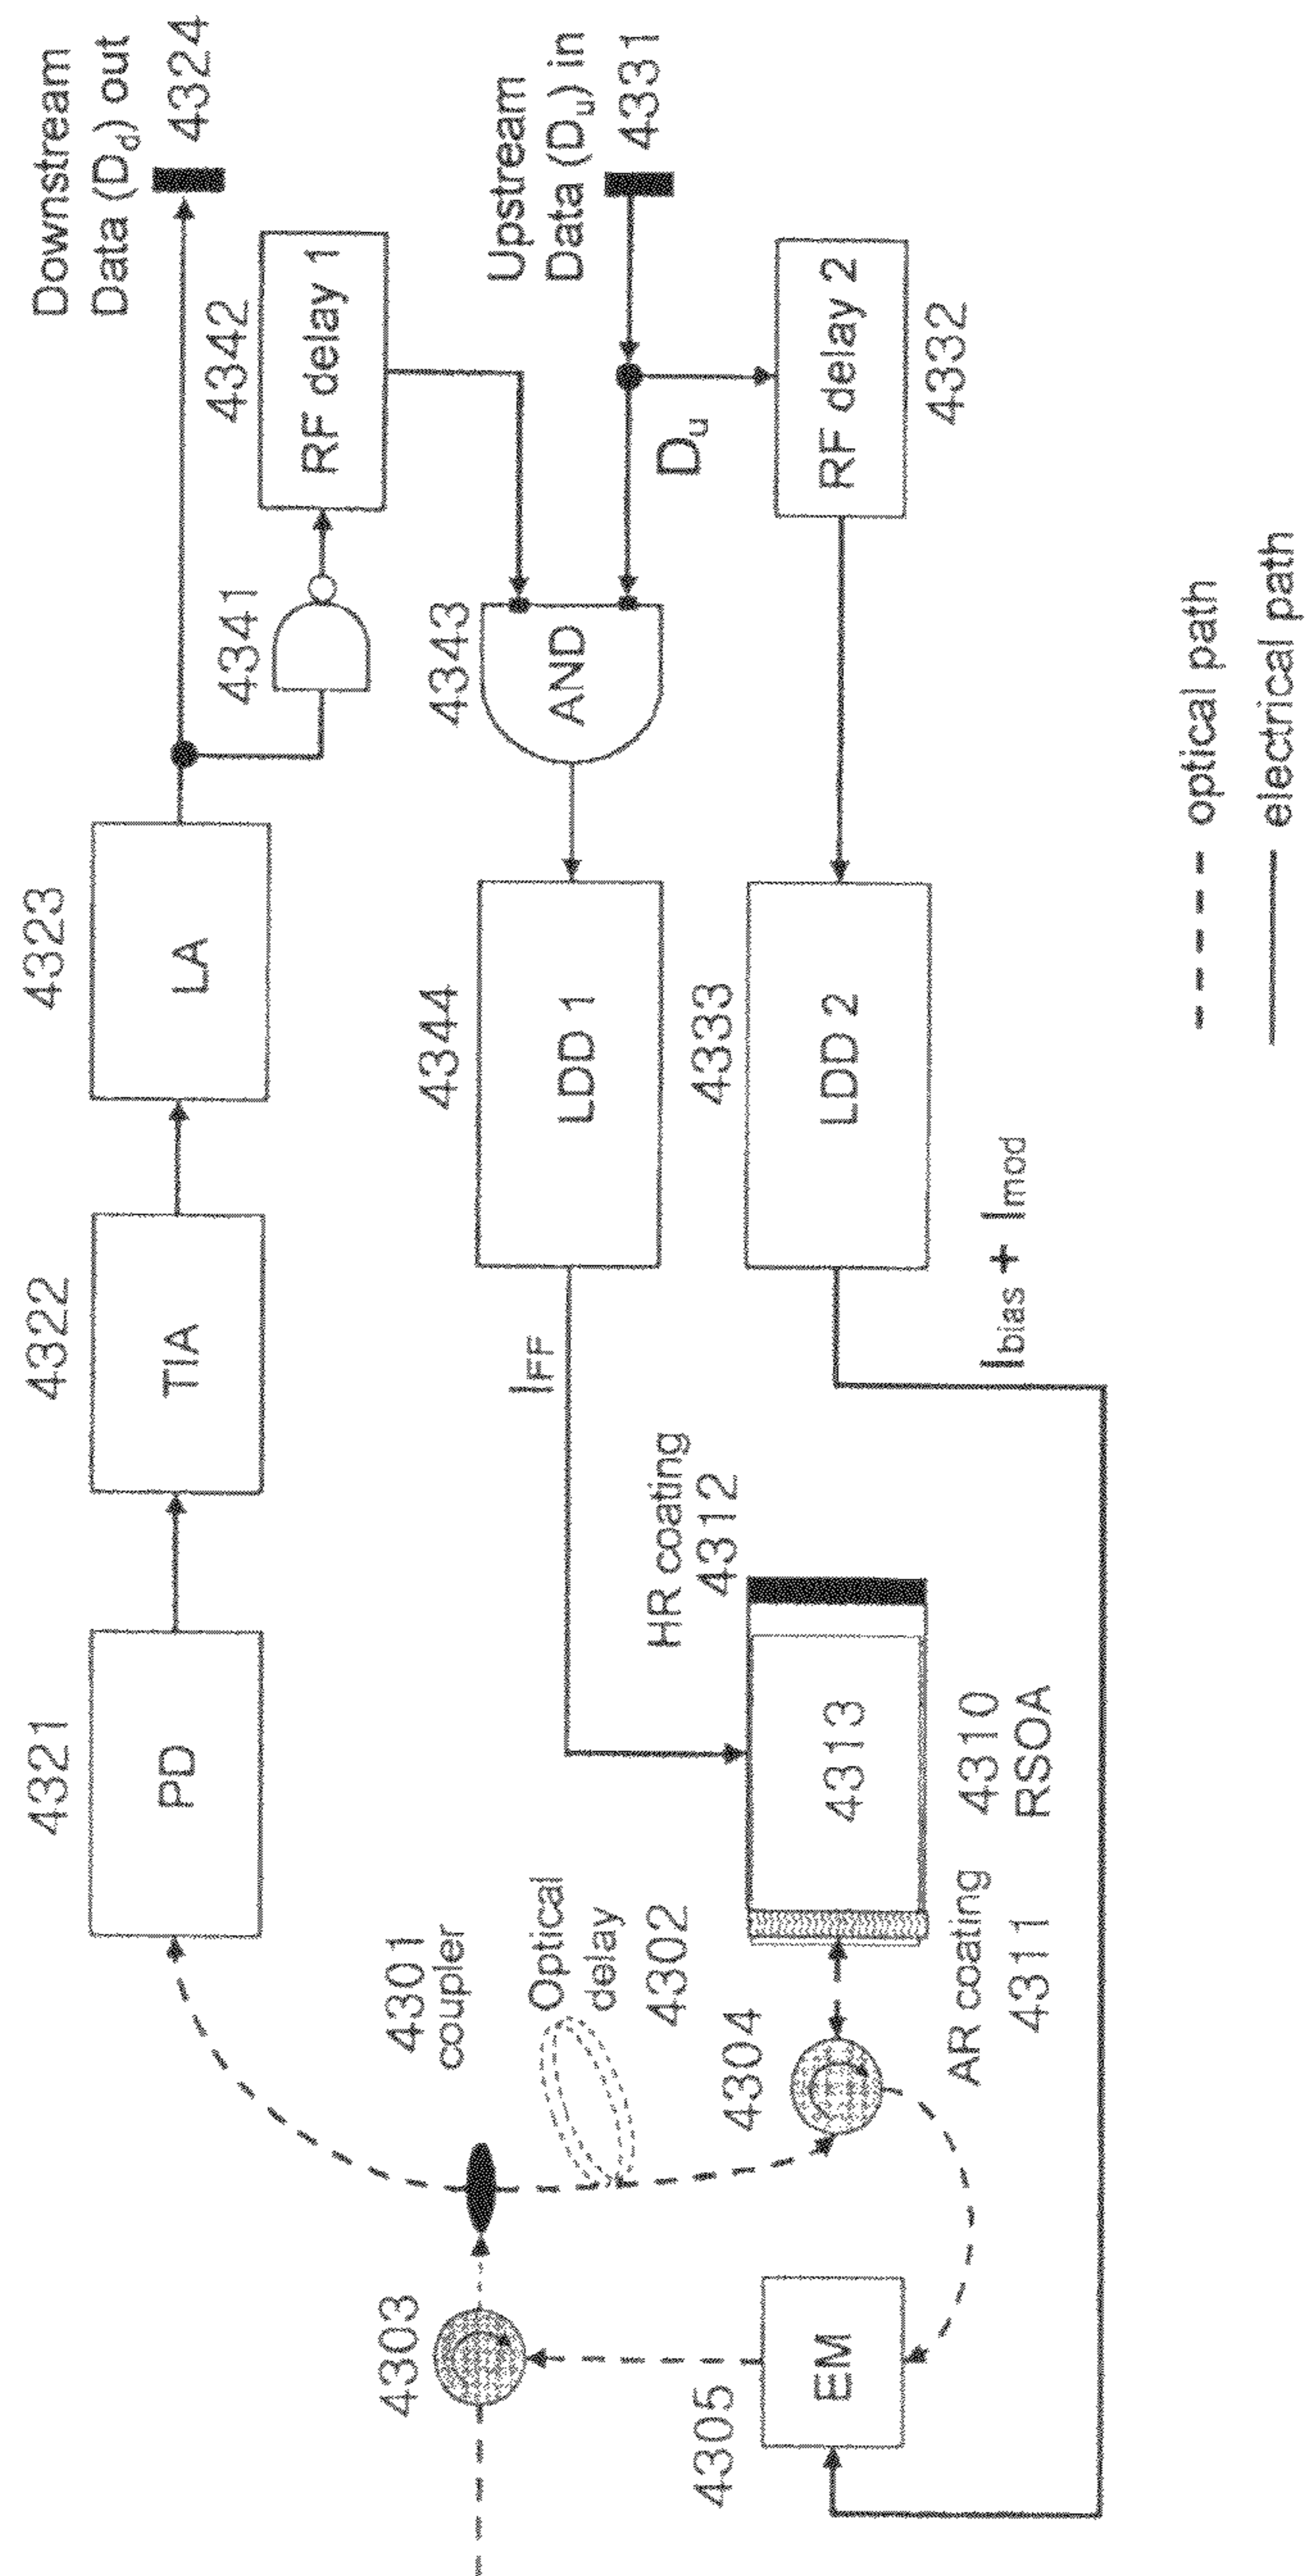 4321
PD
4322
TIA
4323
LA
Downstream
Data (Dd) out
4324
4341
4342
RF delay 1
4303
4301
coupler
Optical
delay
4302
IFF
4344
LDD 1
4343
AND
Upstream
Data (Du) in
4331
Du
4305
EM
4304
4313
HR coating
4312
AR coating
4311
4310
RSOA
4333
LDD 2
Ibias + Imod
RF delay 2
4332
optical path
electrical path